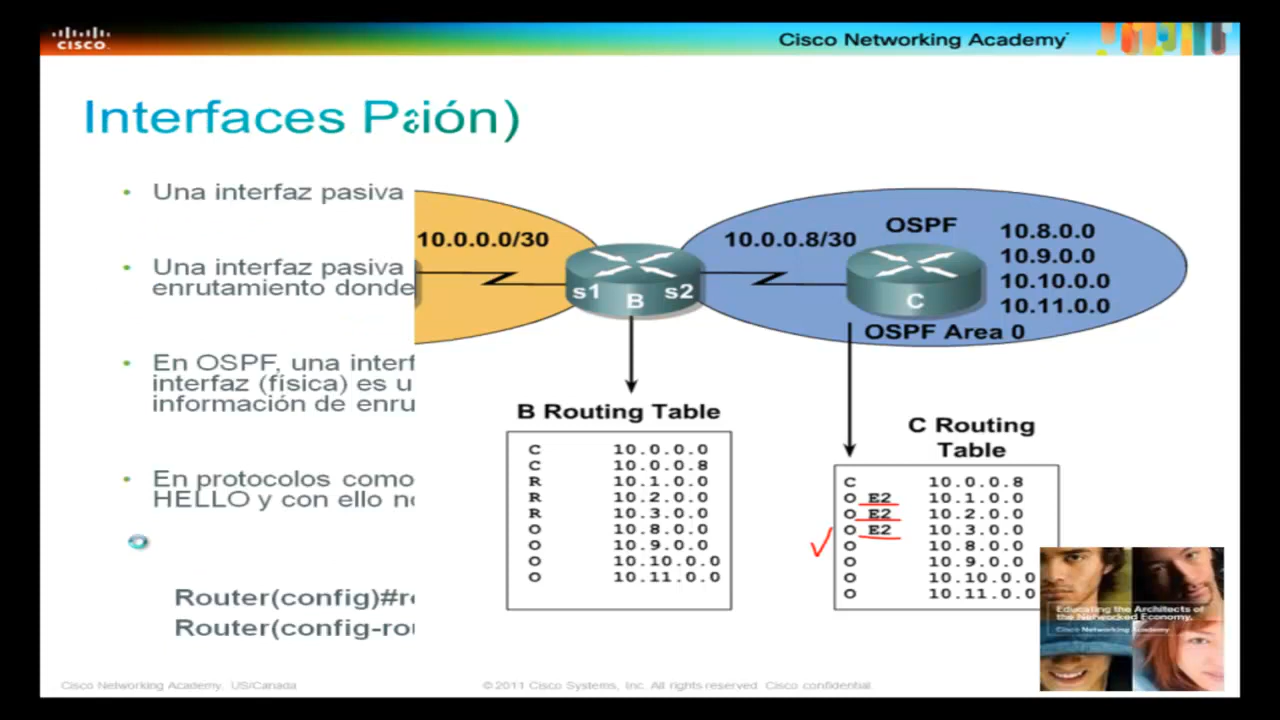 CISCO.
Cisco Networking Academy
Interfaces P ión)
Una interfaz pasiva
Una interfaz pasiva
enrutamiento donde
En OSPF, una interf
interfaz (física) es u
información de enru
En protocolos como
HELLO y con ello no
Router(config)#r
Router(config-ro
10.0.0.0/30
s1
B
s2
10.0.0.8/30
OSPF
C
10.8.0.0
10.9.0.0
10.10.0.0
10.11.0.0
OSPF Area 0
B Routing Table
C 10.0.0.0
C 10.0.0.8
R 10.1.0.0
R 10.2.0.0
R 10.3.0.0
O 10.8.0.0
O 10.9.0.0
O 10.10.0.0
O 10.11.0.0
C Routing
Table
C 10.0.0.8
O E2 10.1.0.0
O E2 10.2.0.0
O E2 10.3.0.0
O 10.8.0.0
O 10.9.0.0
O 10.10.0.0
O 10.11.0.0
Educating the Architects of
the Networked Economy.
Cisco Networking Academy
Cisco Networking Academy. US/Canada
© 2011 Cisco Systems, Inc. All rights reserved. Cisco confidential